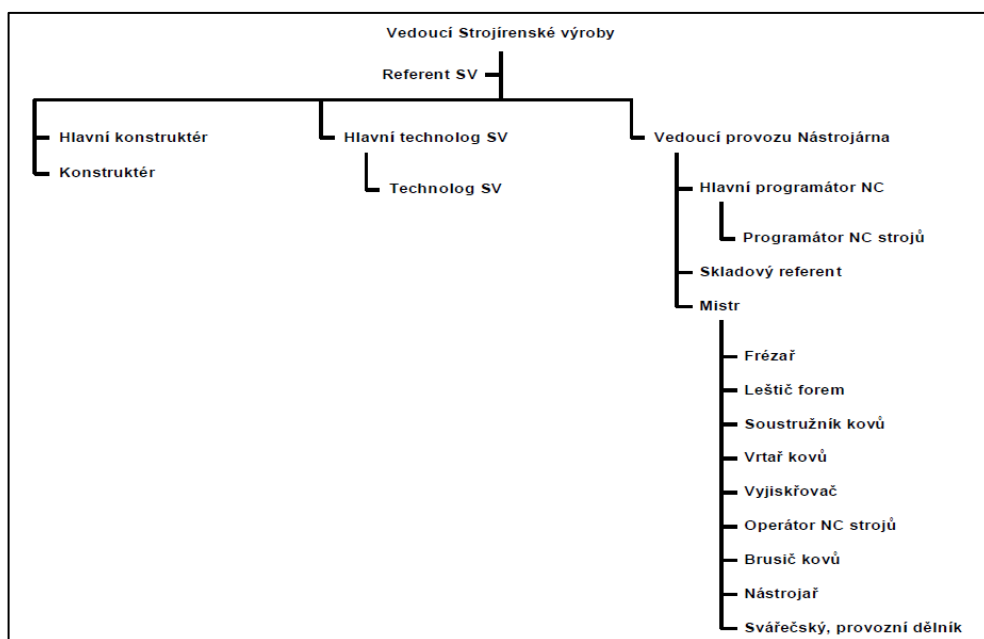 Vedoucí Strojírenské výroby
Referent SV
Hlavní konstruktér
Hlavní technolog SV
Vedoucí provozu Nástrojárna
Konstruktér
Technolog SV
Hlavní programátor NC
Programátor NC strojů
Skladový referent
Mistr
Frézař
Leštič forem
Soustružník kovů
Vrtař kovů
Vyjiskřovač
Operátor NC strojů
Brusič kovů
Nástrojař
Svářečský, provozní dělník